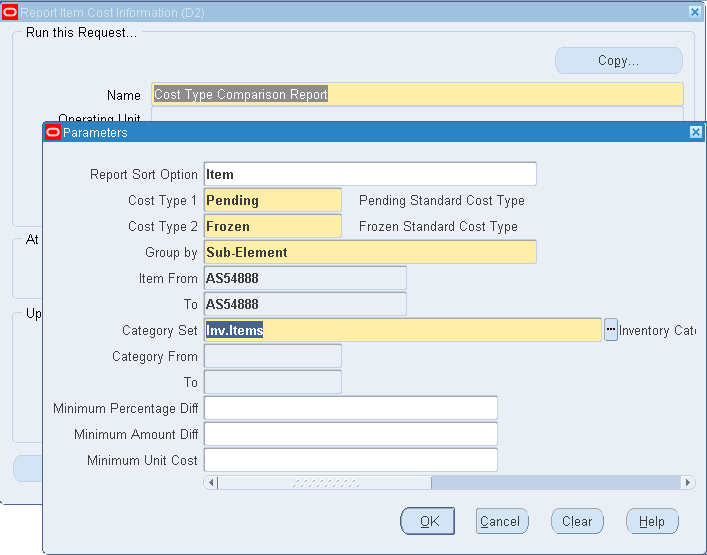 Report Item Cost Information (D2)
Run this Request...
Copy...
Name Cost Type Comparison Report
Operating Unit
Parameters
Report Sort Option Item
Cost Type 1 Pending Pending Standard Cost Type
Cost Type 2 Frozen Frozen Standard Cost Type
Group by Sub-Element
At
Item From AS54888
To AS54888
Up
Category Set Inv.Items ... Inventory Cat
Category From
To
Minimum Percentage Diff
Minimum Amount Diff
Minimum Unit Cost
OK Cancel Clear Help